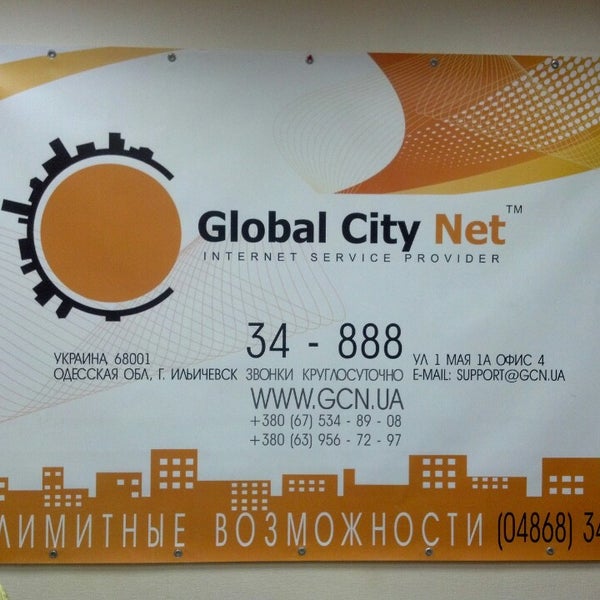 Global City Net™
INTERNET SERVICE PROVIDER
34 - 888
УКРАИНА, 68001
ОДЕССКАЯ ОБЛ, Г. ИЛЬИЧЕВСК
ЗВОНКИ КРУГЛОСУТОЧНО
УЛ 1 МАЯ 1А ОФИС 4
E-MAIL: SUPPORT@GCN.UA
WWW.GCN.UA
+380 (67) 534 - 89 - 08
+380 (63) 956 - 72 - 97
ЛИМИТНЫЕ ВОЗМОЖНОСТИ (04868) 34